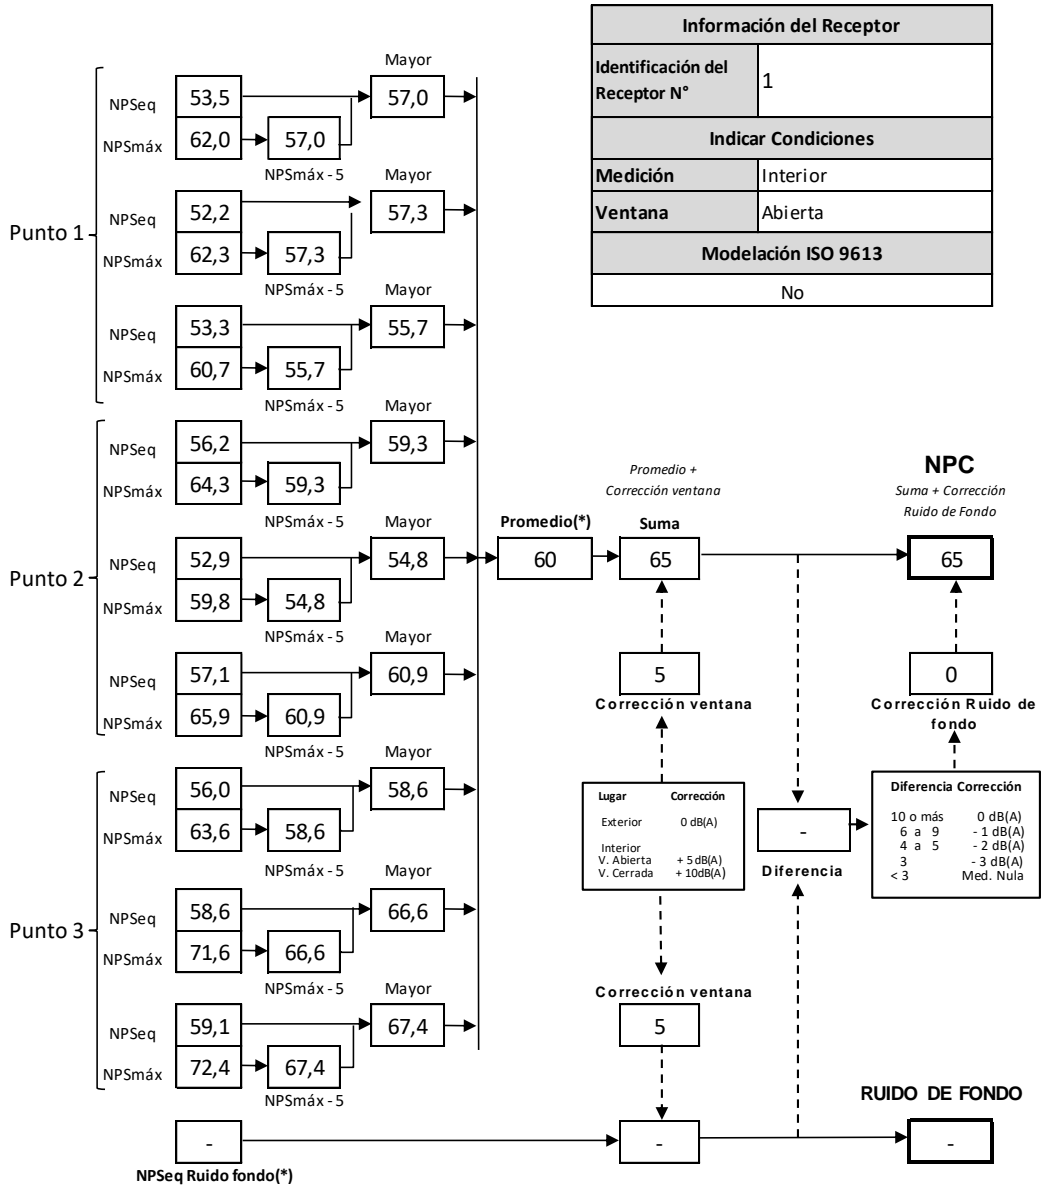 Información del Receptor
Identificación del
Receptor N°
1
Indicar Condiciones
Medición
Interior
Ventana
Abierta
Modelación ISO 9613
No
Punto 1
NPSeq
53,5
NPSmáx
62,0
57,0
NPSmáx - 5
Mayor
57,0
NPSeq
52,2
NPSmáx
62,3
57,3
NPSmáx - 5
Mayor
57,3
NPSeq
53,3
NPSmáx
60,7
55,7
NPSmáx - 5
Mayor
55,7
Punto 2
NPSeq
56,2
NPSmáx
64,3
59,3
NPSmáx - 5
Mayor
59,3
NPSeq
52,9
NPSmáx
59,8
54,8
NPSmáx - 5
Mayor
54,8
NPSeq
57,1
NPSmáx
65,9
60,9
NPSmáx - 5
Mayor
60,9
Punto 3
NPSeq
56,0
NPSmáx
63,6
58,6
NPSmáx - 5
Mayor
58,6
NPSeq
58,6
NPSmáx
71,6
66,6
NPSmáx - 5
Mayor
66,6
NPSeq
59,1
NPSmáx
72,4
67,4
NPSmáx - 5
Mayor
67,4
Promedio(*)
60
Promedio +
Corrección ventana
Suma
65
5
Corrección ventana
Lugar Corrección
Exterior 0 dB(A)
Interior
V. Abierta + 5 dB(A)
V. Cerrada + 10dB(A)
Corrección ventana
5
-
NPSeq Ruido fondo(*)
-
-
Diferencia
NPC
Suma + Corrección
Ruido de Fondo
65
0
Corrección Ruido de
fondo
Diferencia Corrección
10 o más 0 dB(A)
6 a 9 - 1 dB(A)
4 a 5 - 2 dB(A)
3 - 3 dB(A)
< 3 Med. Nula
RUIDO DE FONDO
-